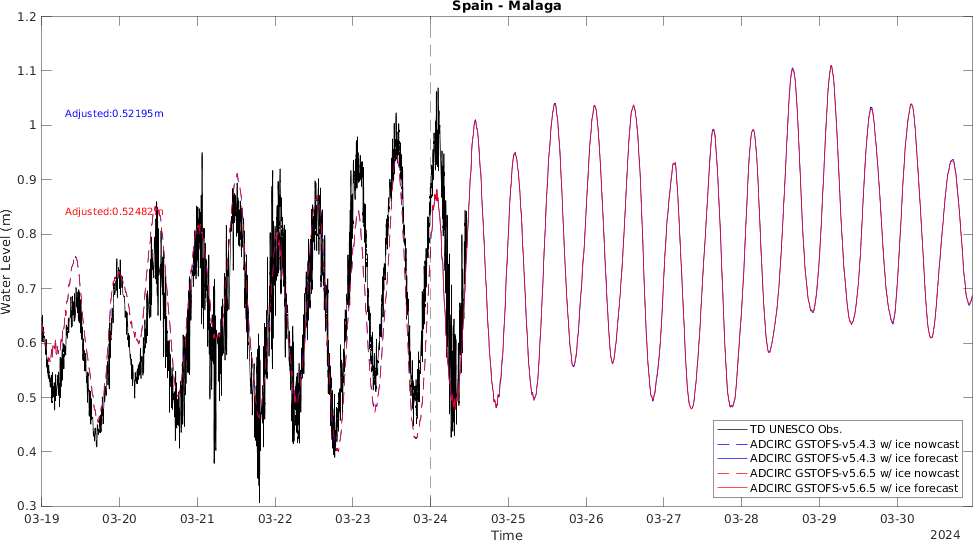 Spain - Malaga
1.2
1.1
1
0.9
0.8
0.7
0.6
0.5
0.4
0.3
Water Level (m)
Adjusted:0.52195m
Adjusted:0.52482m
TD UNESCO Obs.
ADCIRC GSTOFS-v5.4.3 w/ ice nowcast
ADCIRC GSTOFS-v5.4.3 w/ ice forecast
ADCIRC GSTOFS-v5.6.5 w/ ice nowcast
ADCIRC GSTOFS-v5.6.5 w/ ice forecast
03-19 03-20 03-21 03-22 03-23 03-24 03-25 03-26 03-27 03-28 03-29 03-30
Time
2024